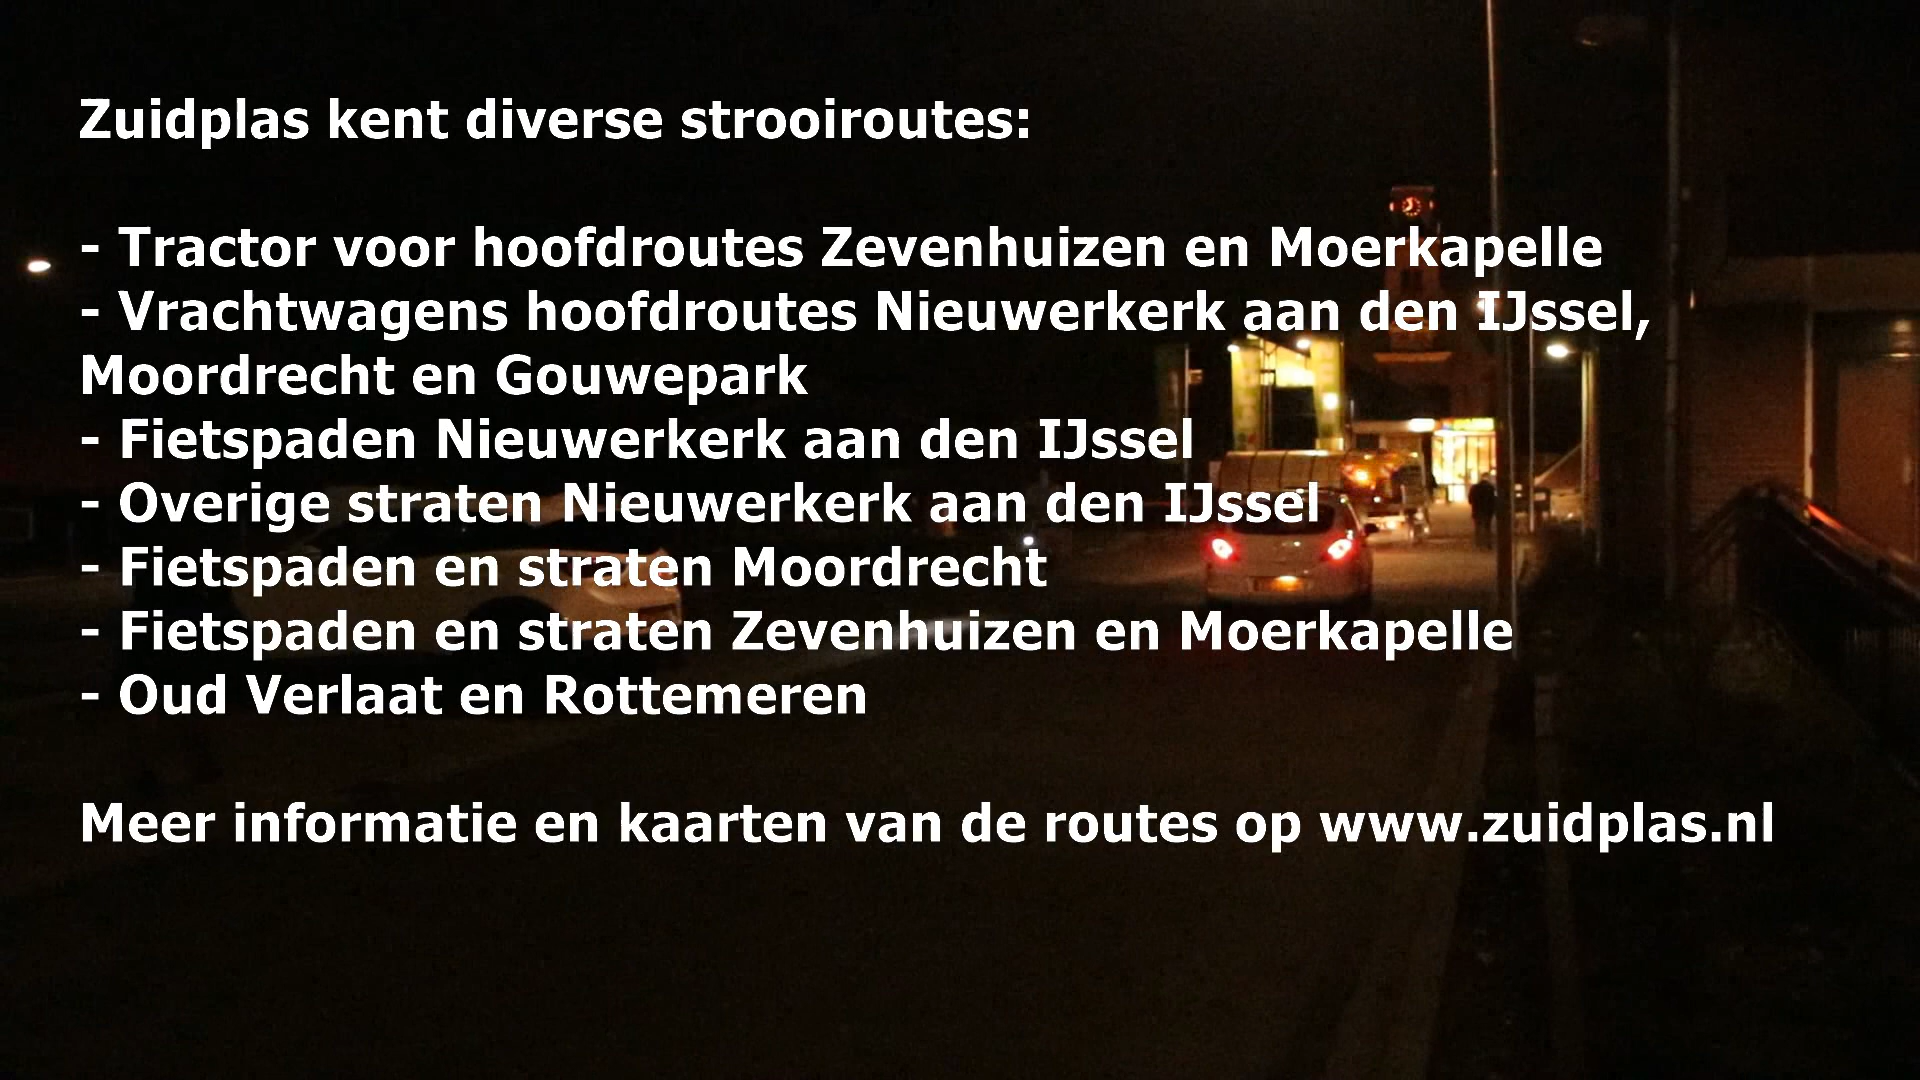 Zuidplas kent diverse strooiroutes:
- Tractor voor hoofdroutes Zevenhuizen en Moerkapelle
- Vrachtwagens hoofdroutes Nieuwerkerk aan den IJssel,
Moordrecht en Gouwepark
- Fietspaden Nieuwerkerk aan den IJssel
- Overige straten Nieuwerkerk aan den IJssel
- Fietspaden en straten Moordrecht
- Fietspaden en straten Zevenhuizen en Moerkapelle
- Oud Verlaat en Rottemeren
Meer informatie en kaarten van de routes op www.zuidplas.nl